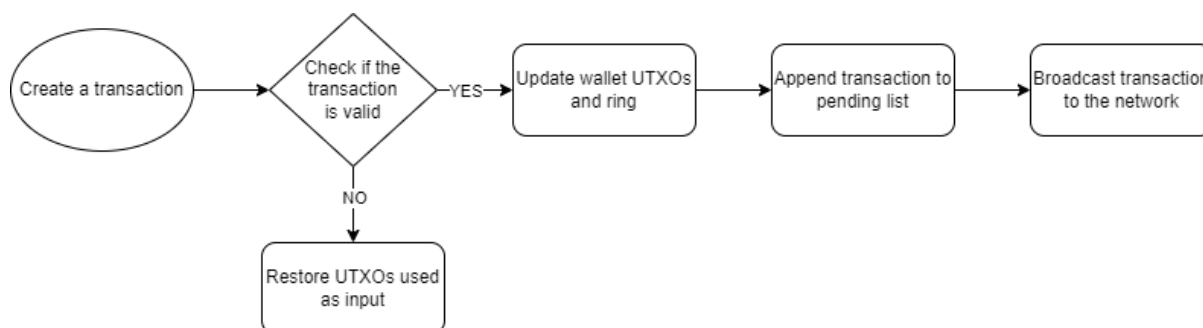 Create a transaction
Check if the
transaction
is valid
YES
Update wallet UTXOs
and ring
Append transaction to
pending list
Broadcast transaction
to the network
NO
Restore UTXOs used
as input